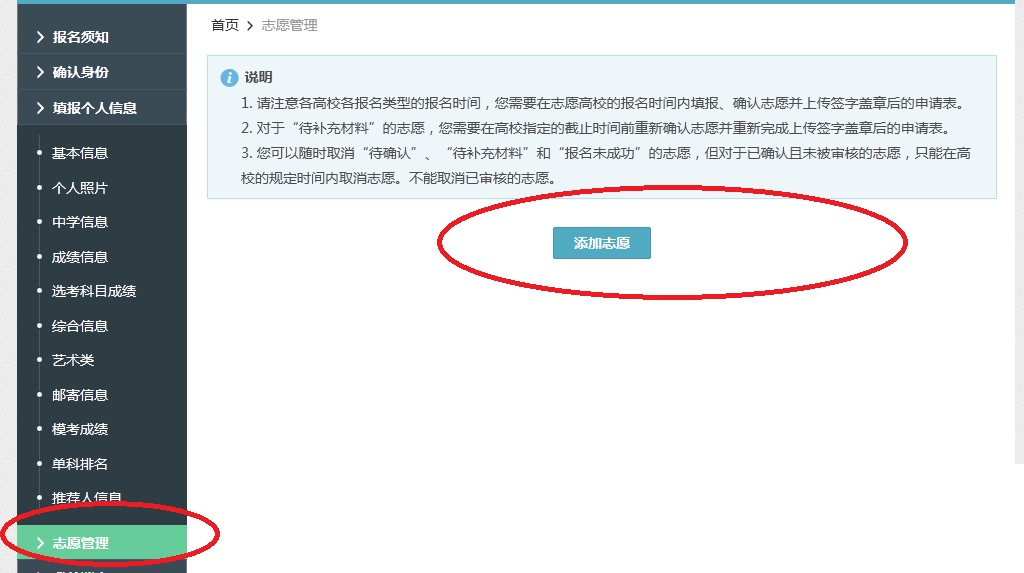 首页 > 志愿管理
报名须知
确认身份
填报个人信息
基本信息
个人照片
中学信息
成绩信息
选考科目成绩
综合信息
艺术类
邮寄信息
模考成绩
单科排名
推荐人信息
志愿管理
说明
1. 请注意各高校各报名类型的报名时间，您需要在志愿高校的报名时间内填报、确认志愿并上传签字盖章后的申请表。
2. 对于“待补充材料”的志愿，您需要在高校指定的截止时间前重新确认志愿并重新完成上传签字盖章后的申请表。
3. 您可以随时取消“待确认”、“待补充材料”和“报名未成功”的志愿，但对于已确认且未被审核的志愿，只能在高
校的规定时间内取消志愿。不能取消已审核的志愿。
添加志愿